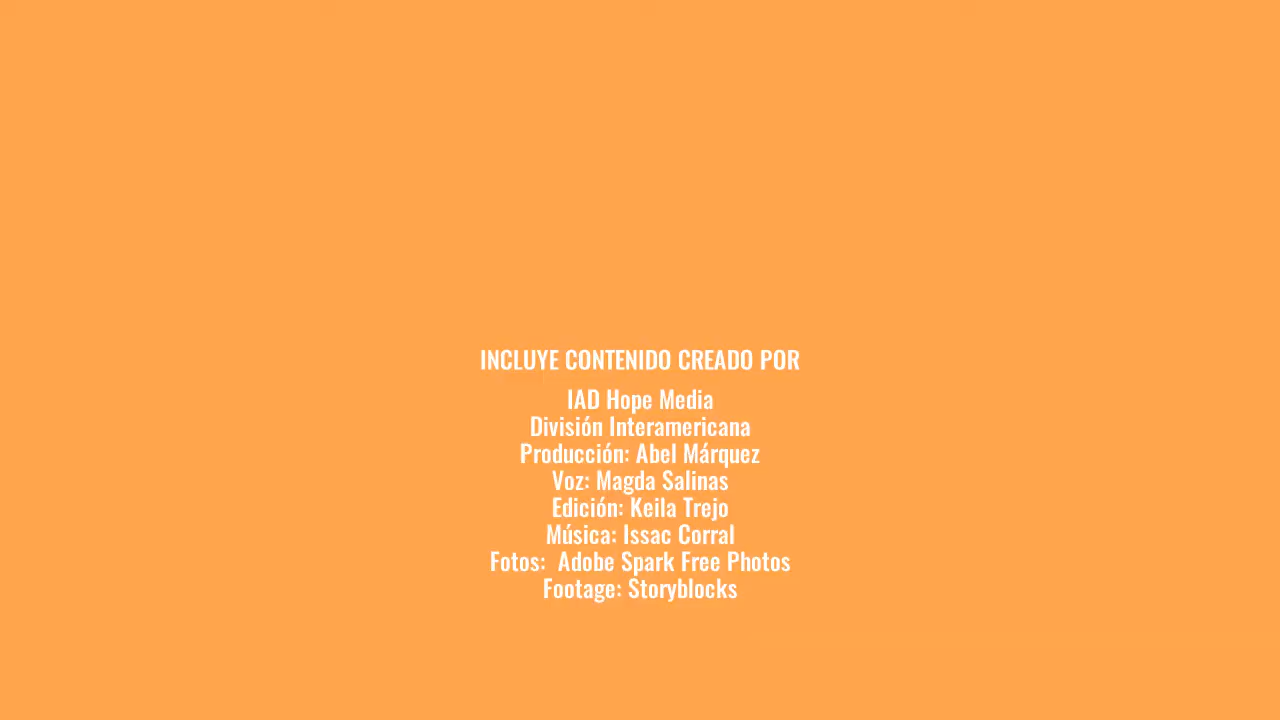 INCLUYE CONTENIDO CREADO POR
IAD Hope Media
División Interamericana
Producción: Abel Márquez
Voz: Magda Salinas
Edición: Keila Trejo
Música: Issac Corral
Fotos:  Adobe Spark Free Photos
Footage: Storyblocks